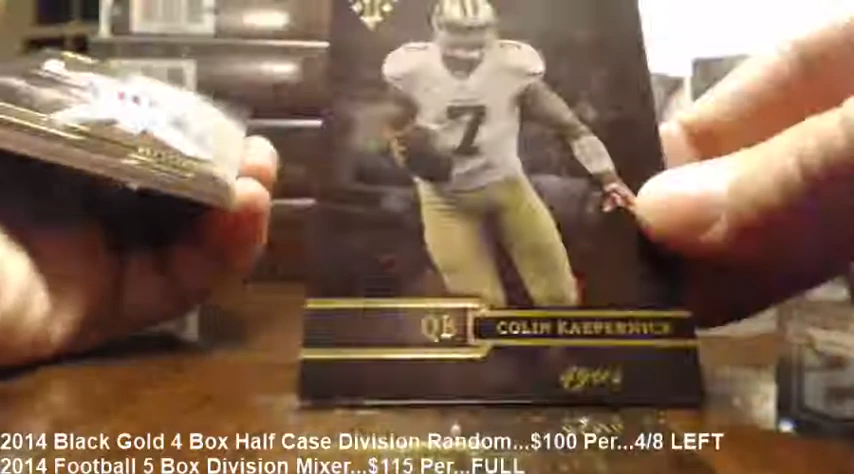 7
QB
COLIN KAEPERNICK
49ers
2014 Black Gold 4 Box Half Case Division Random...$100 Per...4/8 LEFT
2014 Football 5 Box Division Mixer...$115 Per...FULL